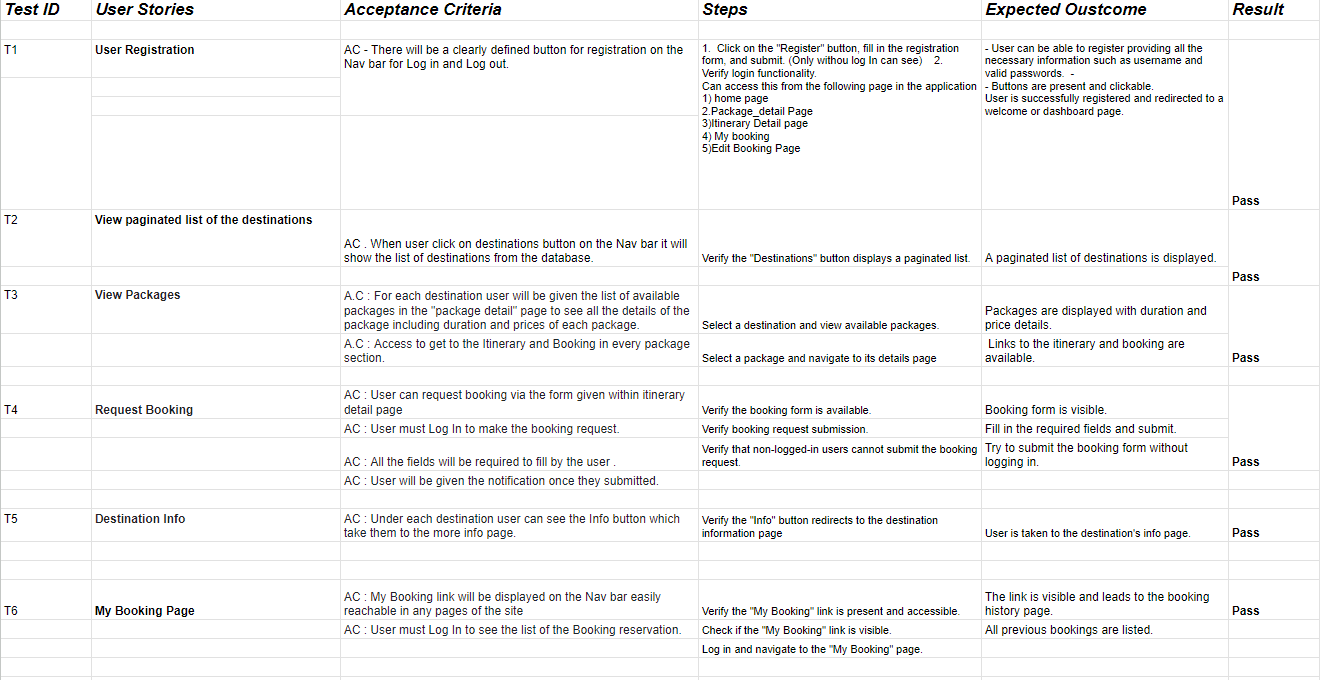 Test ID User Stories Acceptance Criteria Steps Expected Oustcome Result
T1
User Registration
AC - There will be a clearly defined button for registration on the
Nav bar for Log in and Log out.
1. Click on the "Register" button, fill in the registration
form, and submit. (Only withou log In can see) 2.
Verify login functionality.
Can access this from the following page in the application
1) home page
2.Package_detail Page
3)Itinerary Detail page
4) My booking
5)Edit Booking Page
- User can be able to register providing all the
necessary information such as username and
valid passwords. -
- Buttons are present and clickable.
User is successfully registered and redirected to a
welcome or dashboard page.
Pass
T2
View paginated list of the destinations
AC . When user click on destinations button on the Nav bar it will
show the list of destinations from the database.
Verify the "Destinations" button displays a paginated list.
A paginated list of destinations is displayed.
Pass
T3
View Packages
A.C : For each destination user will be given the list of available
packages in the "package detail" page to see all the details of the
package including duration and prices of each package.
Select a destination and view available packages.
Packages are displayed with duration and
price details.
A.C : Access to get to the Itinerary and Booking in every package
section.
Select a package and navigate to its details page
Links to the itinerary and booking are
available.
Pass
T4
Request Booking
AC : User can request booking via the form given within itinerary
detail page
Verify the booking form is available.
Booking form is visible.
AC : User must Log In to make the booking request.
Verify booking request submission.
Fill in the required fields and submit.
AC : All the fields will be required to fill by the user .
Verify that non-logged-in users cannot submit the booking
request.
Try to submit the booking form without
logging in.
Pass
AC : User will be given the notification once they submitted.
T5
Destination Info
AC : Under each destination user can see the Info button which
take them to the more info page.
Verify the "Info" button redirects to the destination
information page
User is taken to the destination's info page.
Pass
T6
My Booking Page
AC : My Booking link will be displayed on the Nav bar easily
reachable in any pages of the site
Verify the "My Booking" link is present and accessible.
The link is visible and leads to the booking
history page.
Pass
AC : User must Log In to see the list of the Booking reservation.
Check if the "My Booking" link is visible.
All previous bookings are listed.
Log in and navigate to the "My Booking" page.